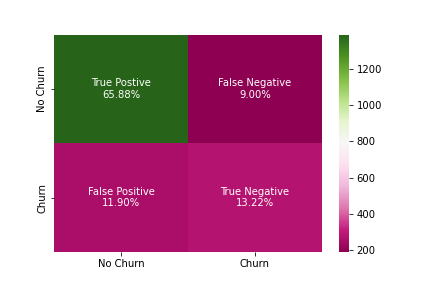 No Churn
True Postive
65.88%
False Negative
9.00%
Churn
False Positive
11.90%
True Negative
13.22%
No Churn
Churn
1200
1000
800
600
400
200